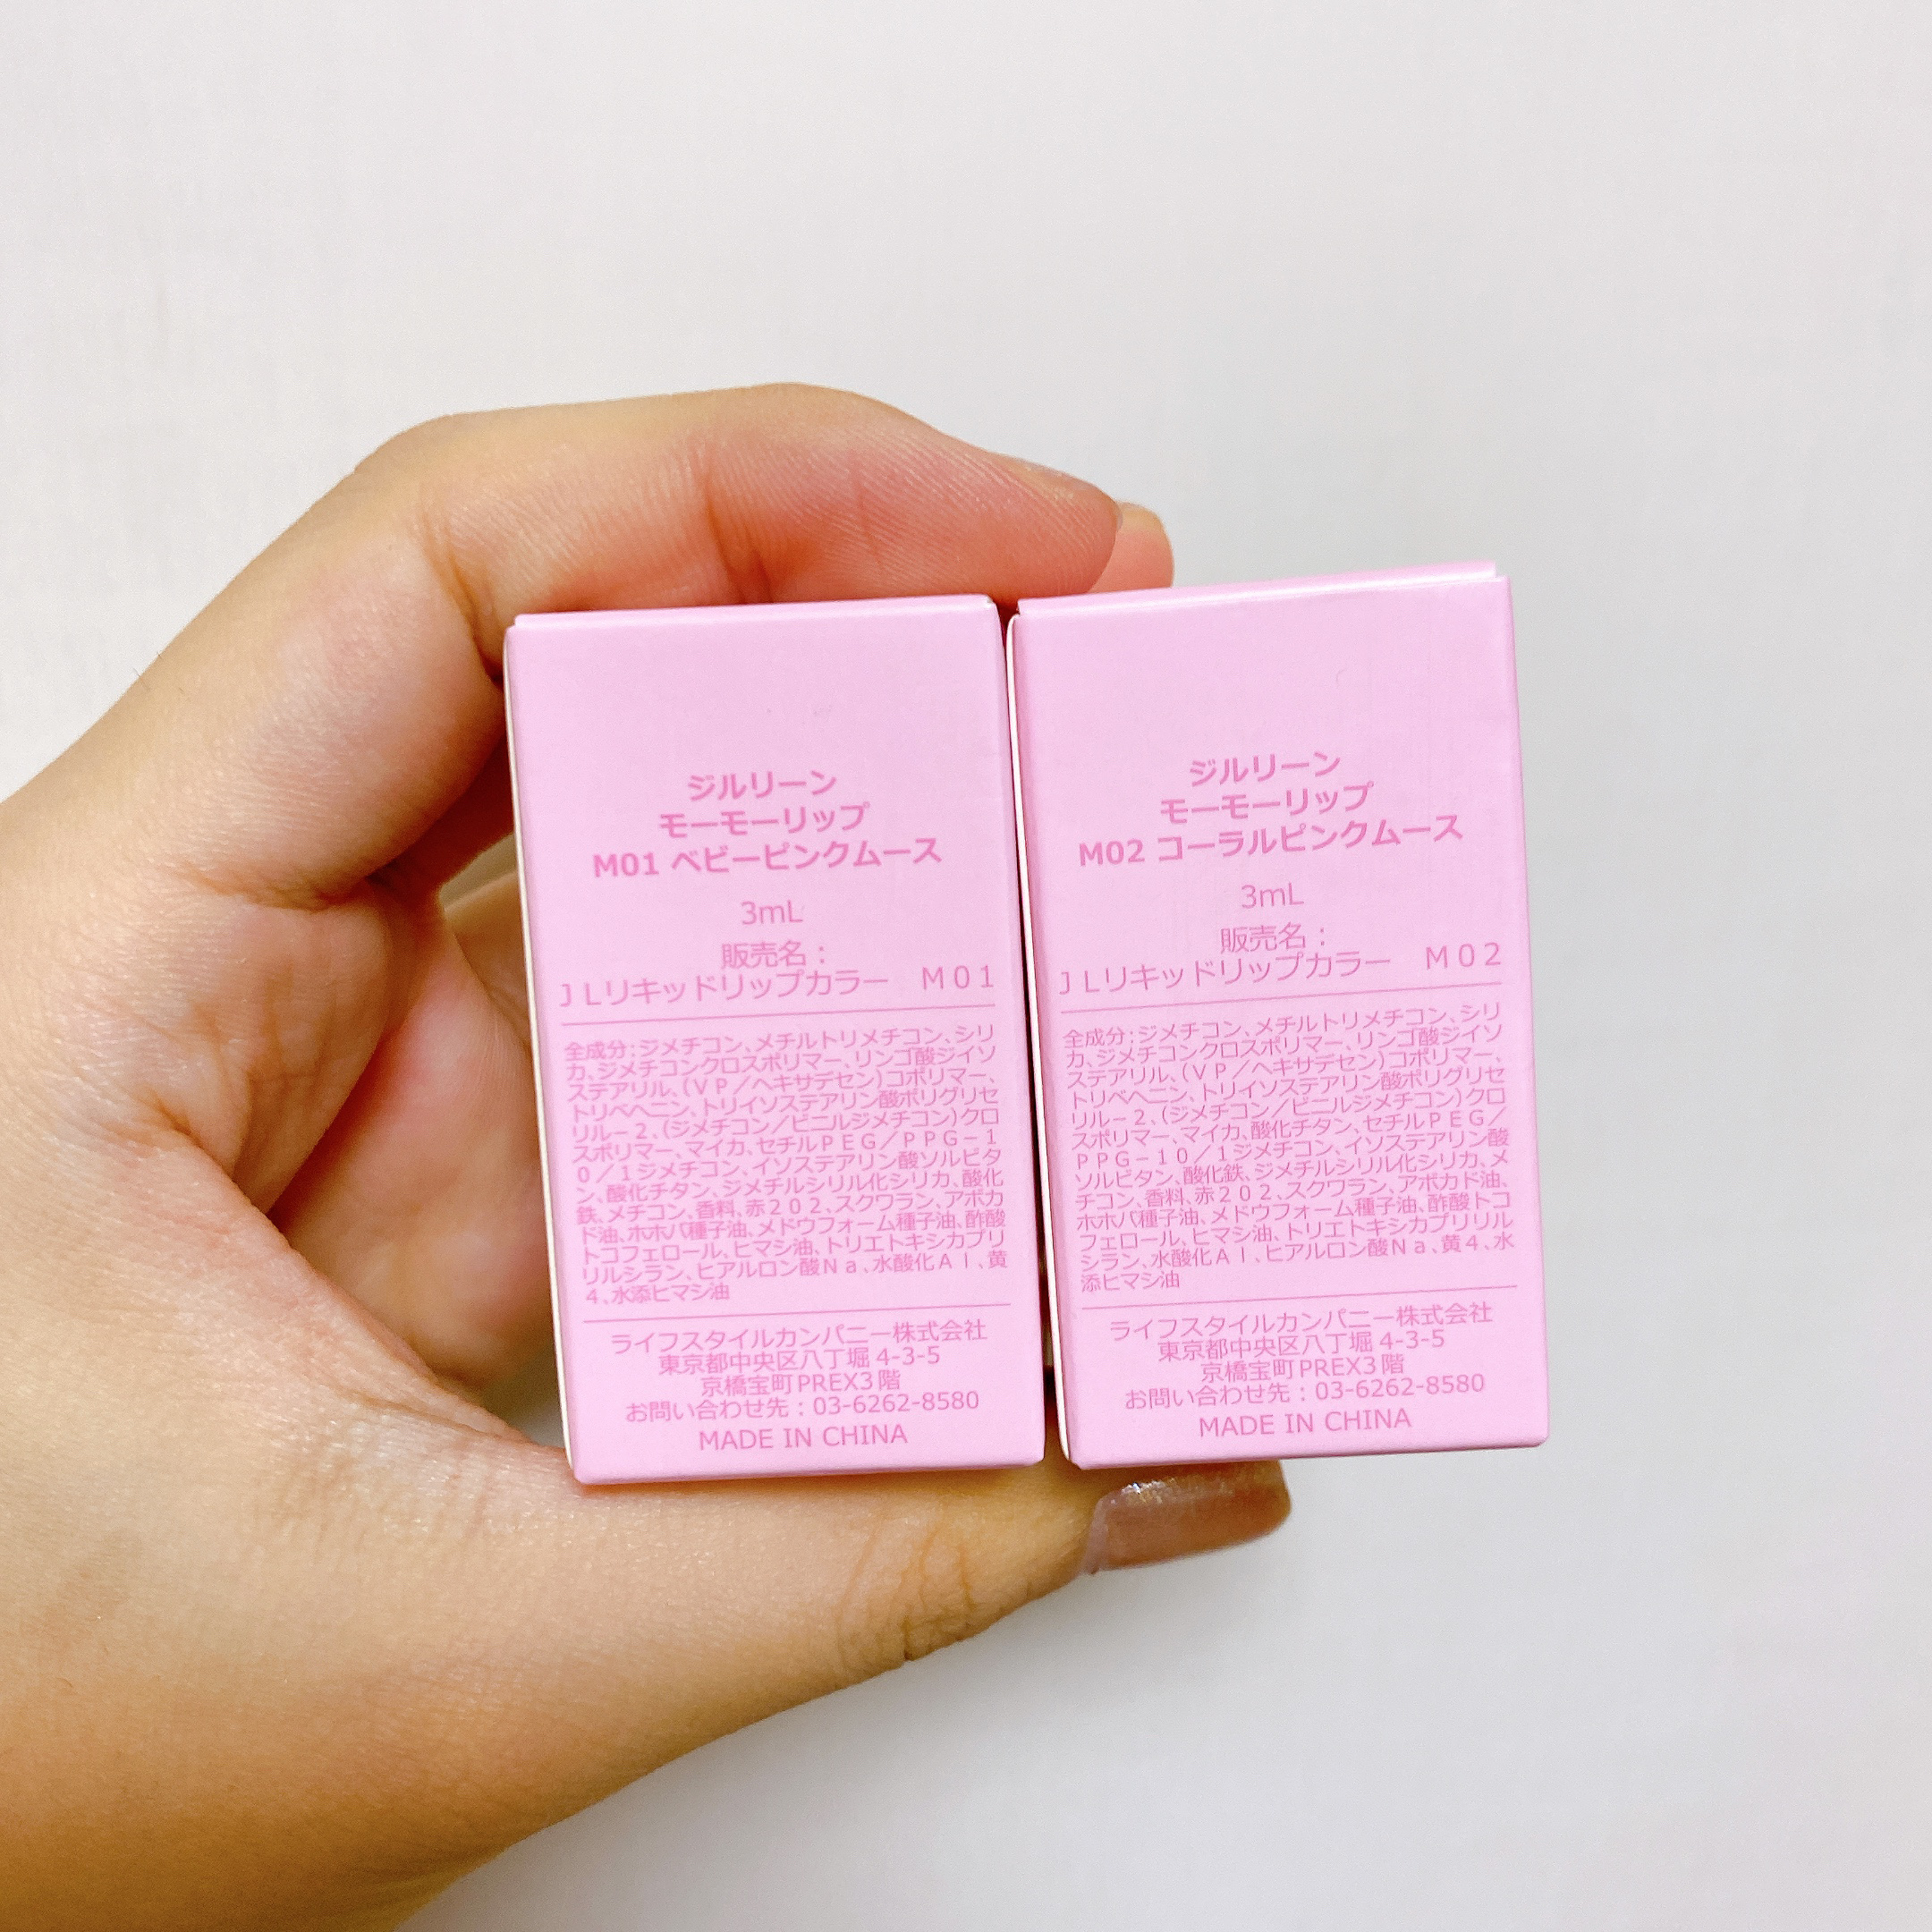 ジルリーン
モーモーリップ
M01 ベビーピンクムース
3mL
販売名：
ＪＬリキッドリップカラー　Ｍ０１
全成分：ジメチコン、メチルトリメチコン、シリ
カ、ジメチコンクロスポリマー、リンゴ酸ジイソ
ステアリル、（ＶＰ／ヘキサデセン）コポリマー、
トリベヘニン、トリイソステアリン酸ポリグリセ
リル－２、（ジメチコン／ビニルジメチコン）クロ
スポリマー、マイカ、セチルＰＥＧ／ＰＰＧ－１
０／１ジメチコン、イソステアリン酸ソルビタ
ン、酸化チタン、ジメチルシリル化シリカ、酸化
鉄、メチコン、香料、赤２０２、スクワラン、アボカ
ド油、ホホバ種子油、メドウフォーム種子油、酢酸
トコフェロール、ヒマシ油、トリエトキシカプリ
リルシラン、ヒアルロン酸Ｎａ、水酸化Ａｌ、黄
４、水添ヒマシ油
ライフスタイルカンパニー株式会社
東京都中央区八丁堀 4-3-5
京橋宝町PREX3階
お問い合わせ先：03-6262-8580
MADE IN CHINA
ジルリーン
モーモーリップ
M02 コーラルピンクムース
3mL
販売名：
ＪＬリキッドリップカラー　Ｍ０２
全成分：ジメチコン、メチルトリメチコン、シリ
カ、ジメチコンクロスポリマー、リンゴ酸ジイソ
ステアリル、（ＶＰ／ヘキサデセン）コポリマー、
トリベヘニン、トリイソステアリン酸ポリグリセ
リル－２、（ジメチコン／ビニルジメチコン）クロ
スポリマー、マイカ、酸化チタン、セチルＰＥＧ／
ＰＰＧ－１０／１ジメチコン、イソステアリン酸
ソルビタン、酸化鉄、ジメチルシリル化シリカ、メ
チコン、香料、赤２０２、スクワラン、アボカド油、
ホホバ種子油、メドウフォーム種子油、酢酸トコ
フェロール、ヒマシ油、トリエトキシカプリリル
シラン、水酸化Ａｌ、ヒアルロン酸Ｎａ、黄４、水
添ヒマシ油
ライフスタイルカンパニー株式会社
東京都中央区八丁堀 4-3-5
京橋宝町PREX3階
お問い合わせ先：03-6262-8580
MADE IN CHINA